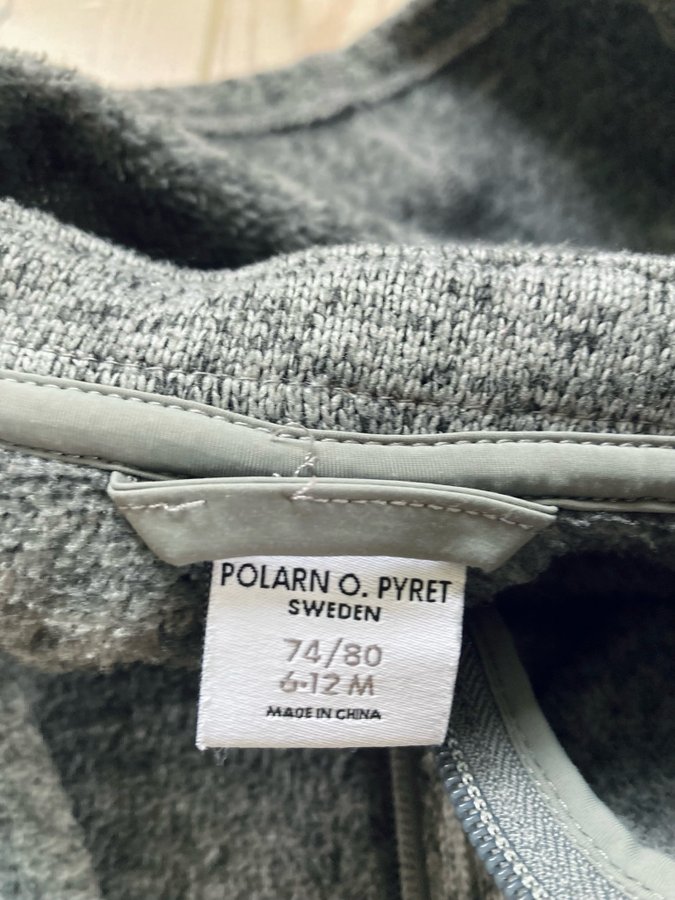 POLARN O. PYRET
SWEDEN
74/80
6-12 M
MADE IN CHINA